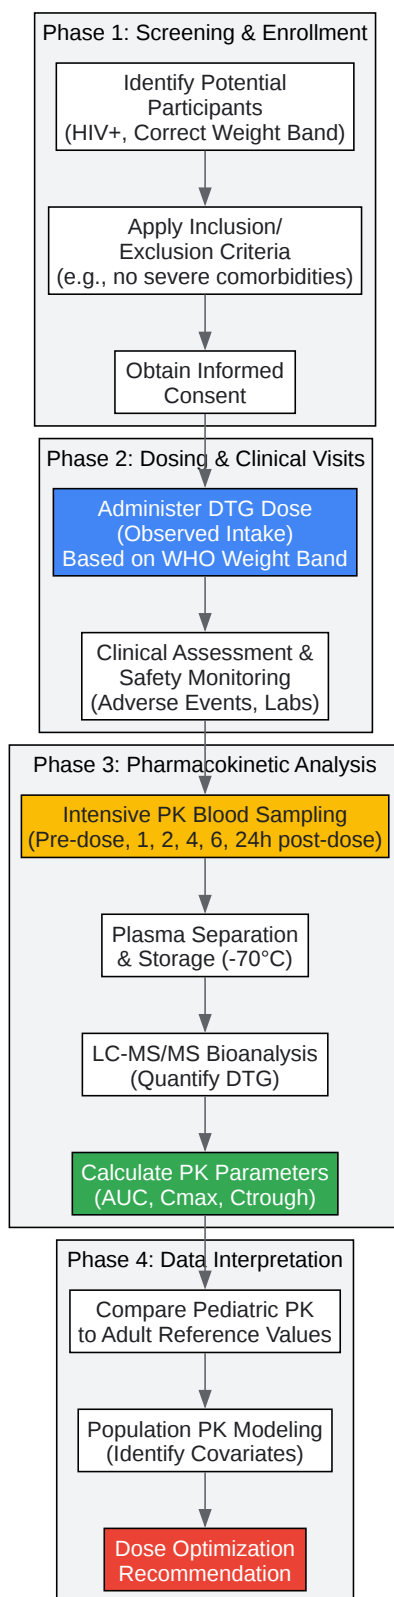 Phase 1: Screening & Enrollment
Identify Potential
Participants
(HIV+, Correct Weight Band)
Apply Inclusion/
Exclusion Criteria
(e.g., no severe comorbidities)
Obtain Informed
Consent
Phase 2: Dosing & Clinical Visits
Administer DTG Dose
(Observed Intake)
Based on WHO Weight Band
Clinical Assessment &
Safety Monitoring
(Adverse Events, Labs)
Phase 3: Pharmacokinetic Analysis
Intensive PK Blood Sampling
(Pre-dose, 1, 2, 4, 6, 24h post-dose)
Plasma Separation
& Storage (-70°C)
LC-MS/MS Bioanalysis
(Quantify DTG)
Calculate PK Parameters
(AUC, Cmax, Ctrough)
Phase 4: Data Interpretation
Compare Pediatric PK
to Adult Reference Values
Population PK Modeling
(Identify Covariates)
Dose Optimization
Recommendation